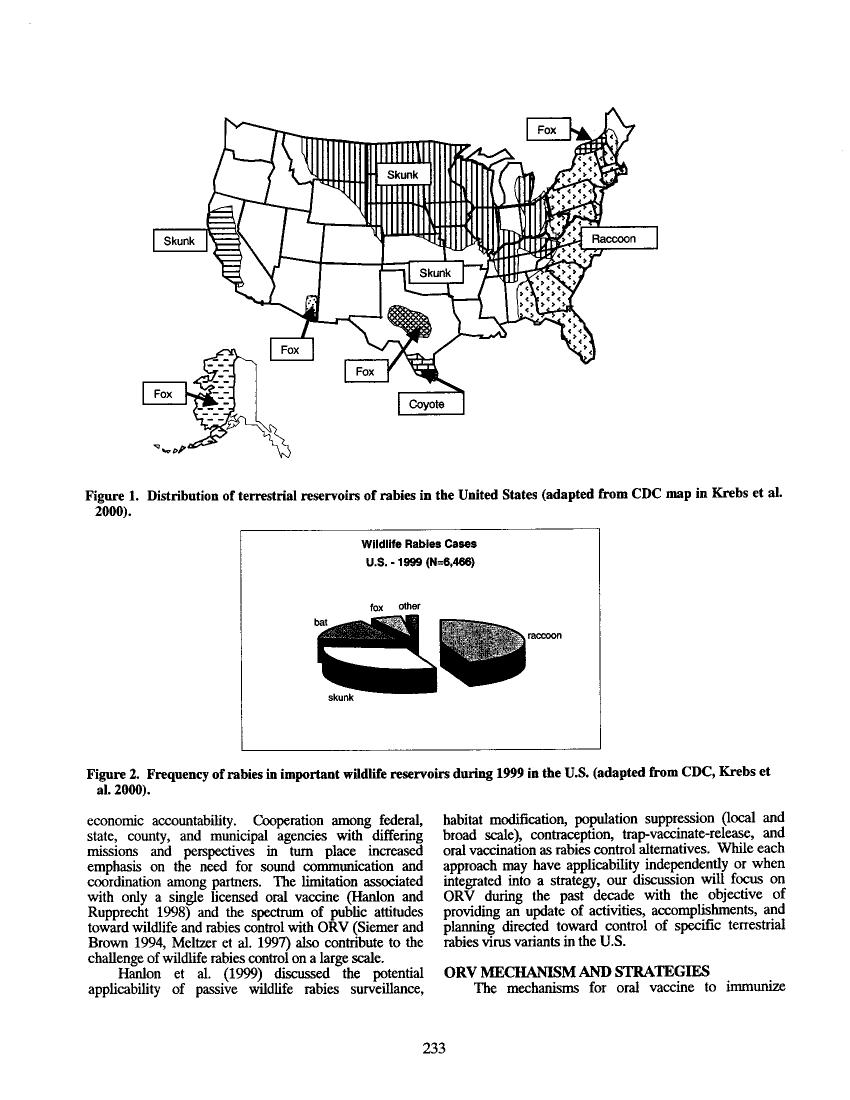 Fox
Skunk
Skunk
Raccoon
Skunk
Fox
Fox
Fox
Coyote
Figure 1. Distribution of terrestrial reservoirs of rabies in the United States (adapted from CDC map in Krebs et al.
2000).
Wildlife Rabies Cases
U.S. - 1999 (N=6,466)
fox other
bat
raccoon
skunk
Figure 2. Frequency of rabies in important wildlife reservoirs during 1999 in the U.S. (adapted from CDC, Krebs et
al. 2000).
economic accountability. Cooperation among federal,
state, county, and municipal agencies with differing
missions and perspectives in turn place increased
emphasis on the need for sound communication and
coordination among partners. The limitation associated
with only a single licensed oral vaccine (Hanlon and
Rupprecht 1998) and the spectrum of public attitudes
toward wildlife and rabies control with ORV (Siemer and
Brown 1994, Meltzer et al. 1997) also contribute to the
challenge of wildlife rabies control on a large scale.
Hanlon et al. (1999) discussed the potential
applicability of passive wildlife rabies surveillance,
habitat modification, population suppression (local and
broad scale), contraception, trap-vaccinate-release, and
oral vaccination as rabies control alternatives. While each
approach may have applicability independently or when
integrated into a strategy, our discussion will focus on
ORV during the past decade with the objective of
providing an update of activities, accomplishments, and
planning directed toward control of specific terrestrial
rabies virus variants in the U.S.
ORV MECHANISM AND STRATEGIES
The mechanisms for oral vaccine to immunize
233